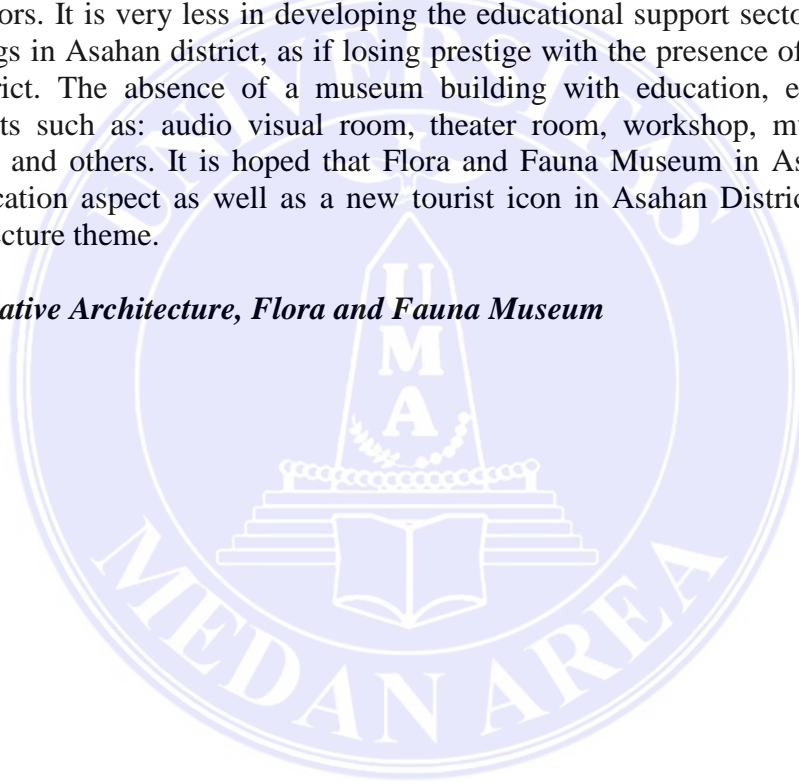 ors. It is very less in developing the educational support secto
gs in Asahan district, as if losing prestige with the presence of
rict. The absence of a museum building with education, e
ts such as: audio visual room, theater room, workshop, mu
and others. It is hoped that Flora and Fauna Museum in As
cation aspect as well as a new tourist icon in Asahan Distric
ecture theme.
ative Architecture, Flora and Fauna Museum
UNIVERSITAS
U
M
A
MEDAN AREA